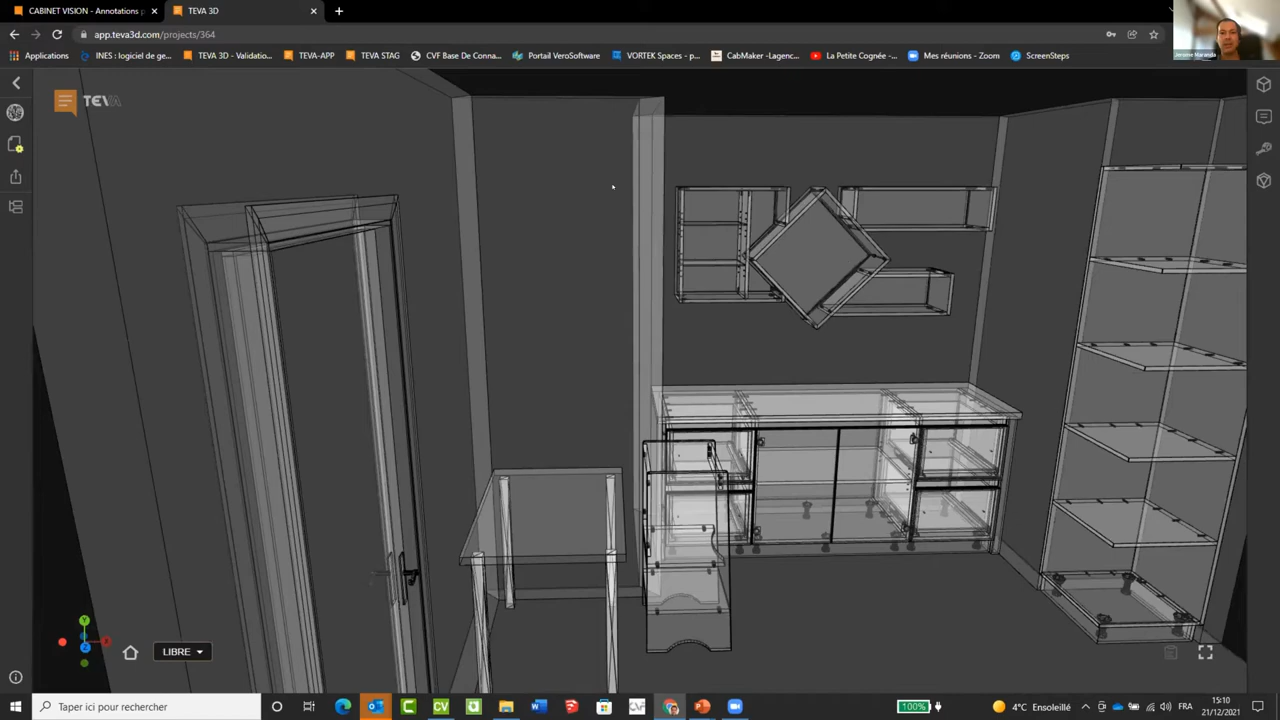 CABINET VISION - Annotations p
TEVA 3D
app.teva3d.com/projects/364
Applications
INES : logiciel de ge...
TEVA 3D - Validatio...
TEVA-APP
TEVA STAG
CVF Base De Conna...
Portail VeroSoftware
VORTEK Spaces - p...
CabMaker -Lagenc...
La Petite Cognée -...
Mes réunions - Zoom
ScreenSteps
Jerome Maranda
TEVA
Y
X
Z
LIBRE
Taper ici pour rechercher
100%
4°C Ensoleillé
FRA
15:10
21/12/2021